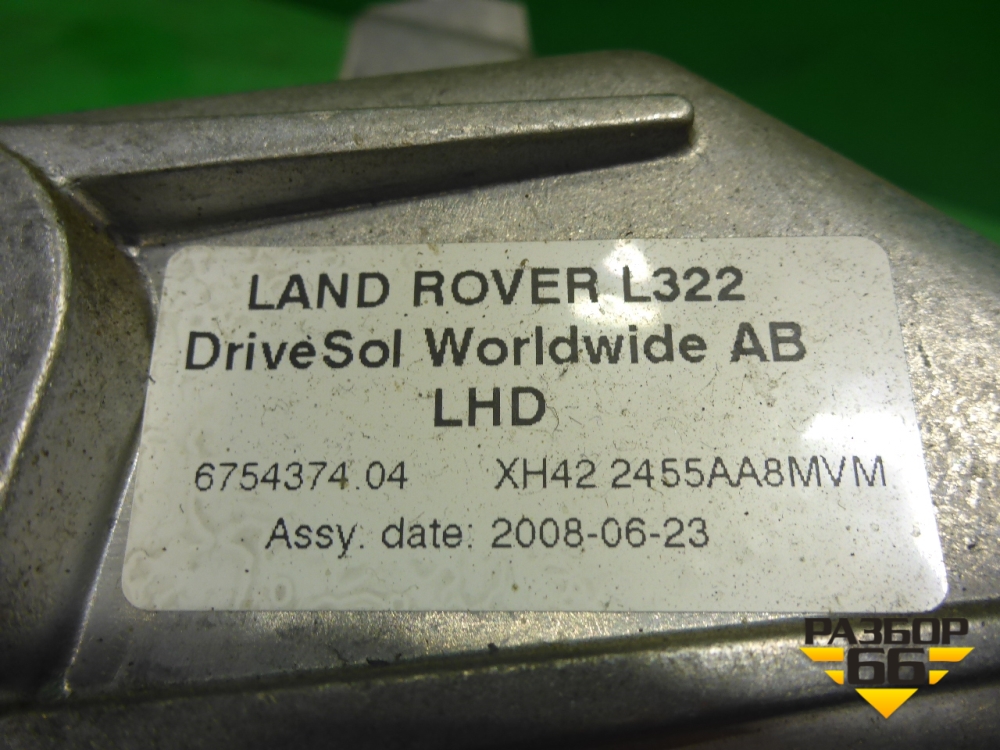 LAND ROVER L322
DriveSol Worldwide AB
LHD
6754374.04 XH42 2455AA8MVM
Assy. date: 2008-06-23
РАЗБОР
66